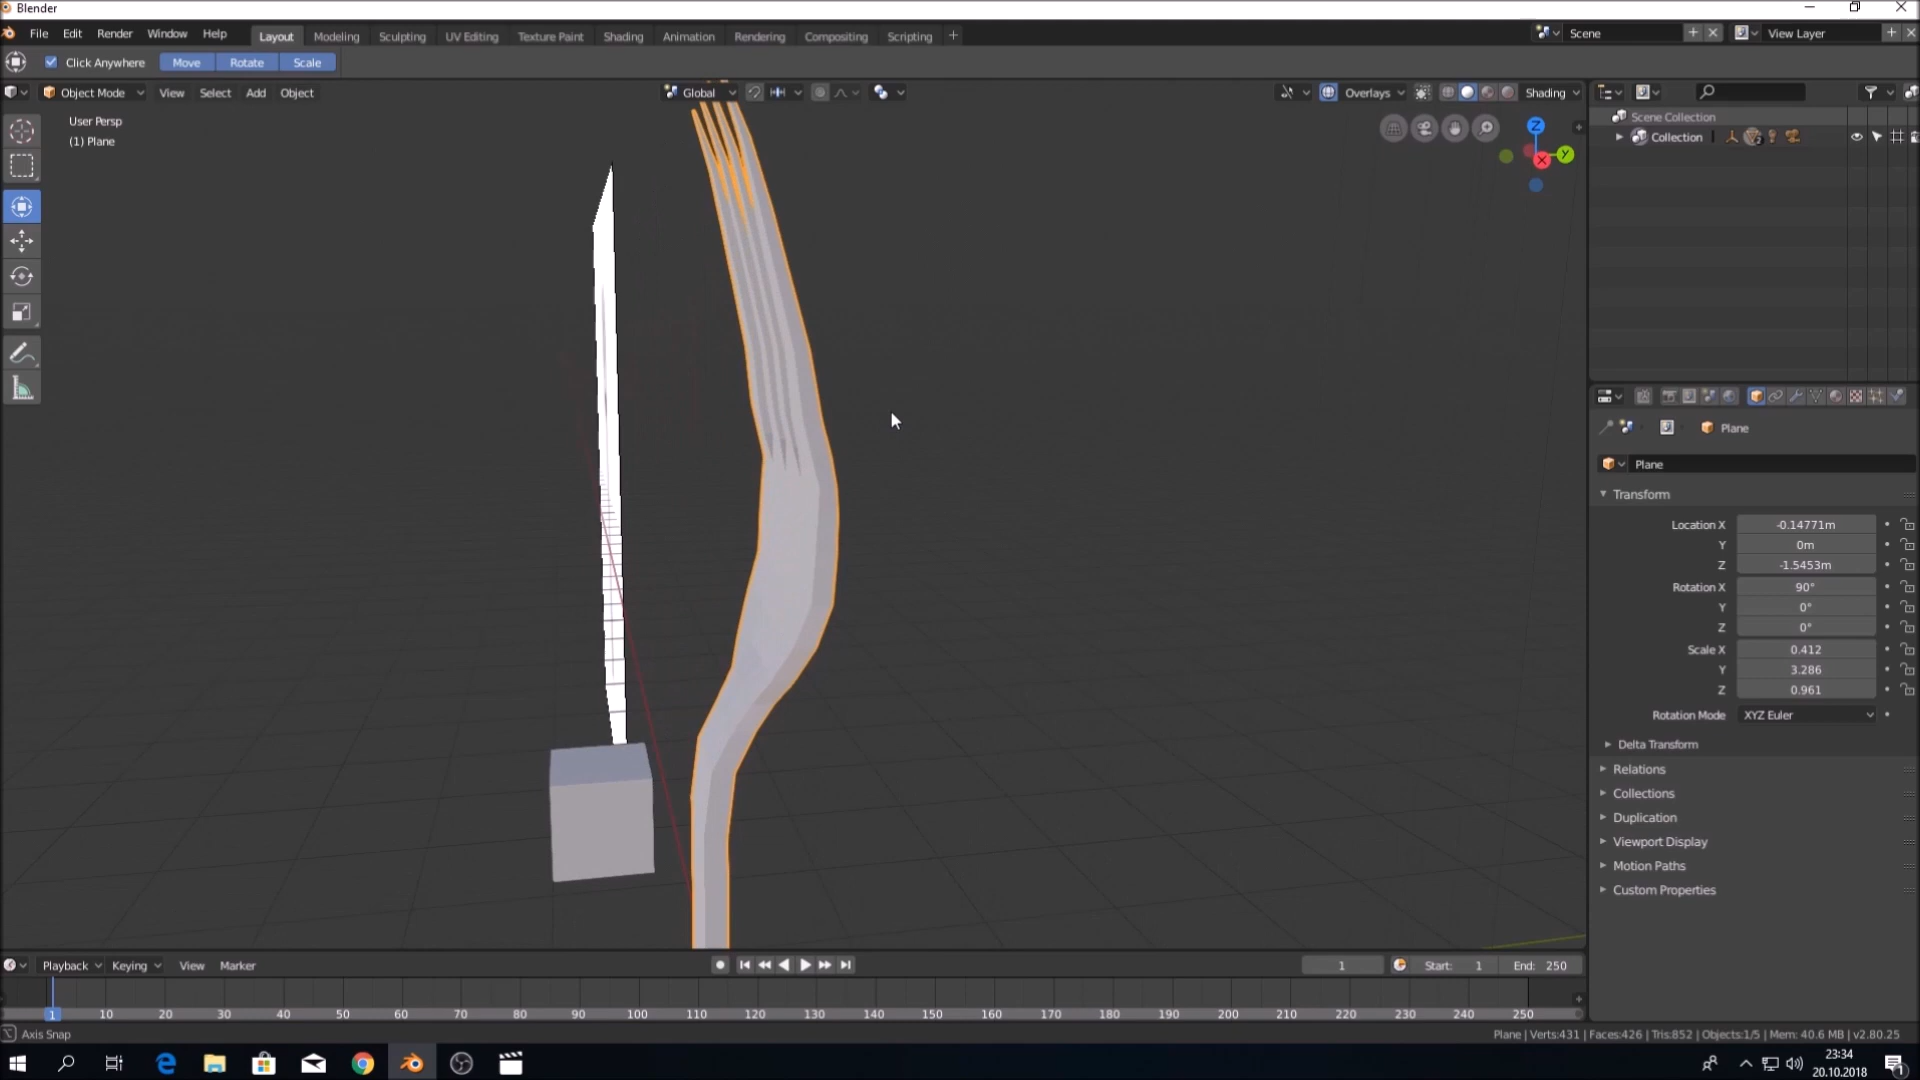 Blender
File Edit Render Window Help Layout Modeling Sculpting UV Editing Texture Paint Shading Animation Rendering Compositing Scripting + Scene View Layer
Click Anywhere Move Rotate Scale
Object Mode View Select Add Object Global Overlays Shading
User Persp
(1) Plane
Z
Y
X
Scene Collection
Collection
Plane
Plane
Transform
Location X -0.14771m
Y 0m
Z -1.5453m
Rotation X 90°
Y 0°
Z 0°
Scale X 0.412
Y 3.286
Z 0.961
Rotation Mode XYZ Euler
Delta Transform
Relations
Collections
Duplication
Viewport Display
Motion Paths
Custom Properties
Playback Keying View Marker 1 Start: 1 End: 250
1 10 20 30 40 50 60 70 80 90 100 110 120 130 140 150 160 170 180 190 200 210 220 230 240 250
Axis Snap Plane | Verts:431 | Faces:426 | Tris:852 | Objects:1/5 | Mem: 40.6 MB | v2.80.25
23:34
20.10.2018
1